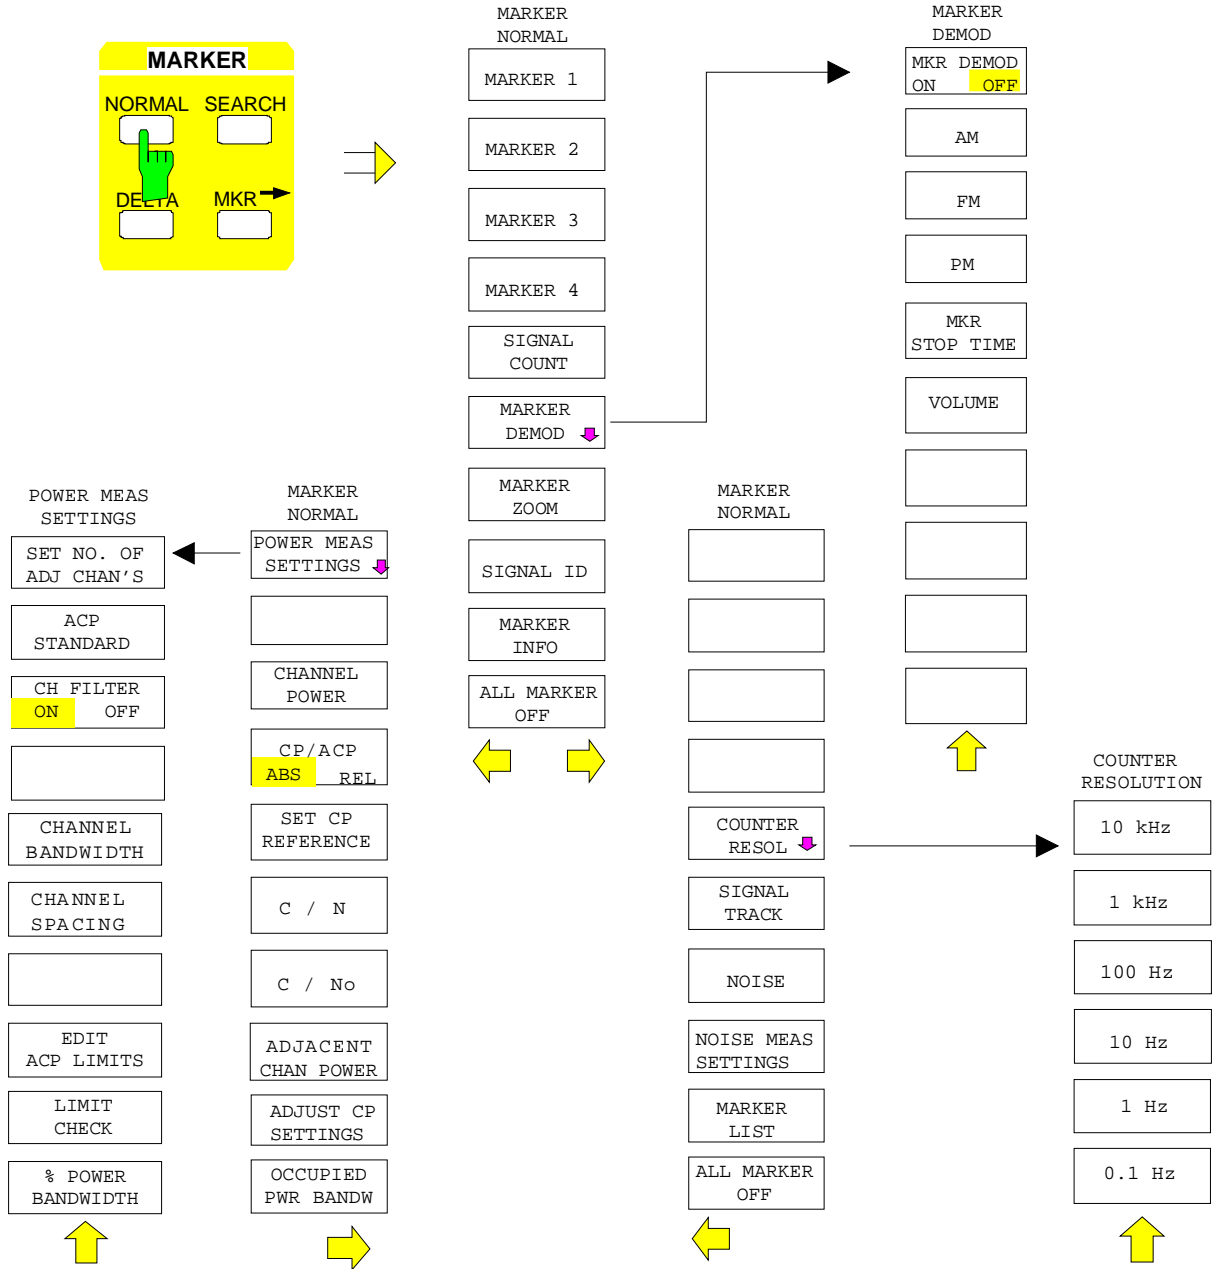 MARKER
NORMAL SEARCH
DELTA MKR
MARKER
NORMAL
MARKER 1
MARKER 2
MARKER 3
MARKER 4
SIGNAL
COUNT
MARKER
DEMOD
MARKER
ZOOM
SIGNAL ID
MARKER
INFO
ALL MARKER
OFF
MARKER
DEMOD
MKR DEMOD
ON OFF
AM
FM
PM
MKR
STOP TIME
VOLUME
POWER MEAS
SETTINGS
SET NO. OF
ADJ CHAN'S
ACP
STANDARD
CH FILTER
ON OFF
CHANNEL
BANDWIDTH
CHANNEL
SPACING
EDIT
ACP LIMITS
LIMIT
CHECK
% POWER
BANDWIDTH
MARKER
NORMAL
POWER MEAS
SETTINGS
CHANNEL
POWER
CP/ACP
ABS REL
SET CP
REFERENCE
C / N
C / No
ADJACENT
CHAN POWER
ADJUST CP
SETTINGS
OCCUPIED
PWR BANDW
MARKER
NORMAL
COUNTER
RESOL
SIGNAL
TRACK
NOISE
NOISE MEAS
SETTINGS
MARKER
LIST
ALL MARKER
OFF
COUNTER
RESOLUTION
10 kHz
1 kHz
100 Hz
10 Hz
1 Hz
0.1 Hz